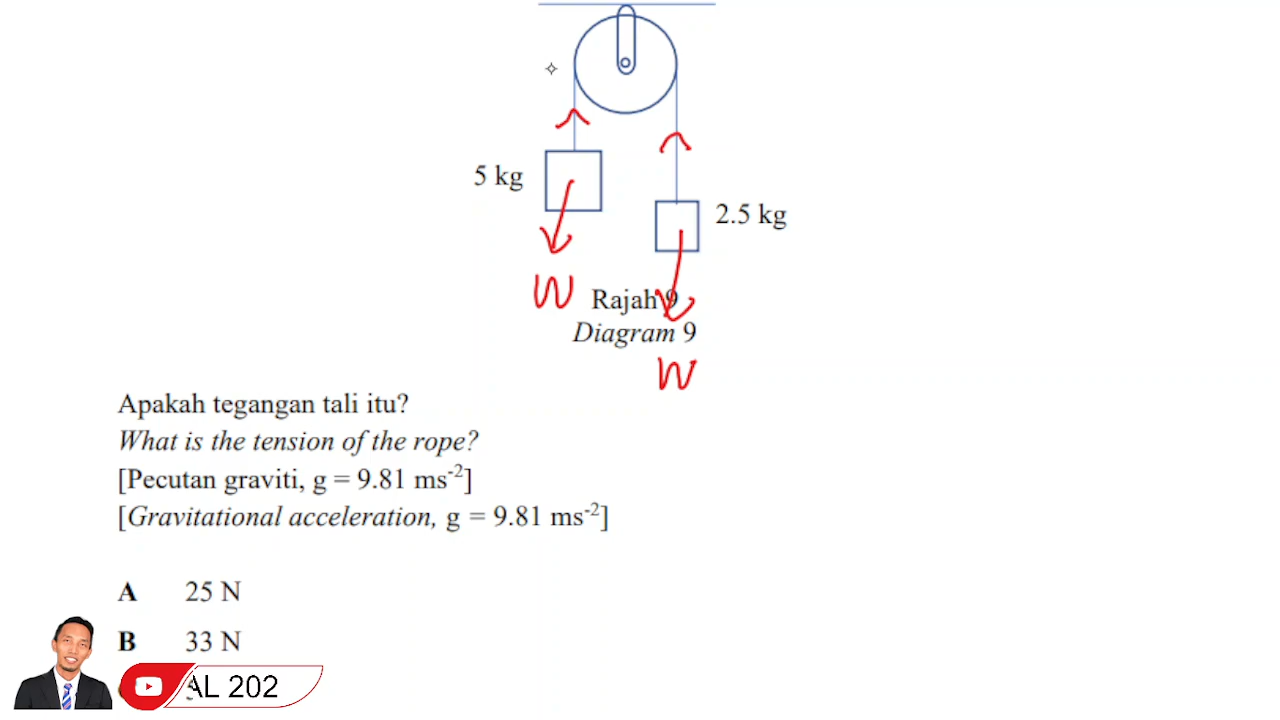 5 kg
2.5 kg
W
Rajah 9
Diagram 9
W
Apakah tegangan tali itu?
What is the tension of the rope?
[Pecutan graviti, g = 9.81 ms⁻²]
[Gravitational acceleration, g = 9.81 ms⁻²]
A 25 N
B 33 N
AL 202